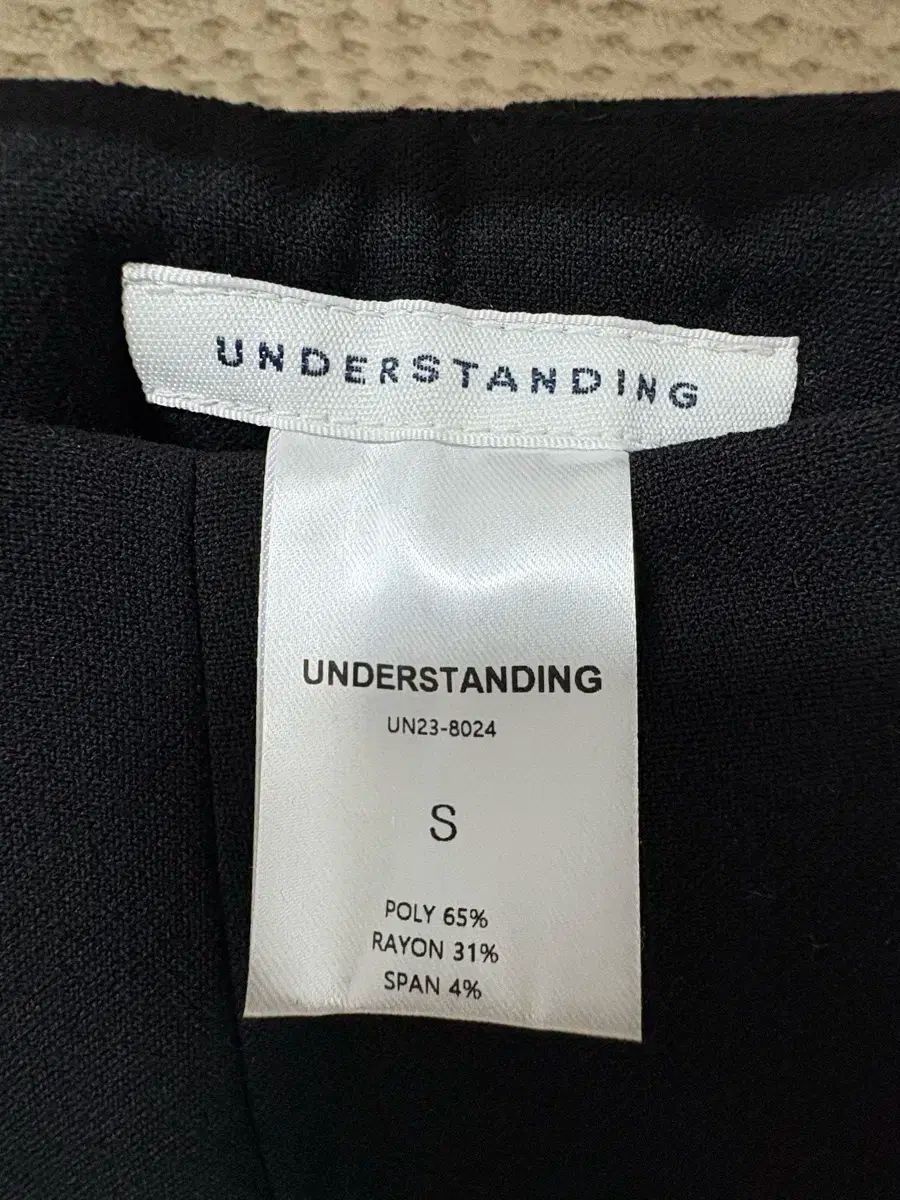 UNDERSTANDING
UNDERSTANDING
UN23-8024
S
POLY 65%
RAYON 31%
SPAN 4%